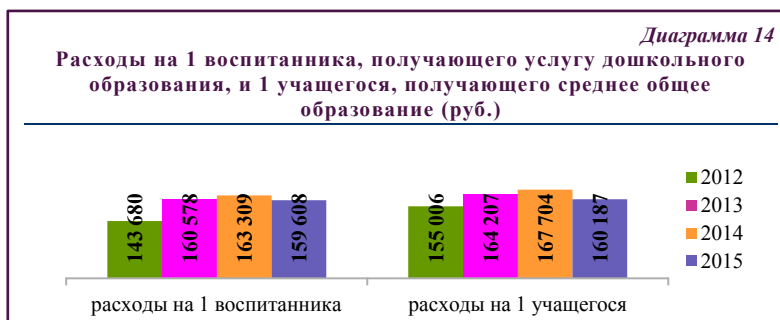 Диаграмма 14
Расходы на 1 воспитанника, получающего услугу дошкольного
образования, и 1 учащегося, получающего среднее общее
образование (руб.)
143 680
160 578
163 309
159 608
155 006
164 207
167 704
160 187
2012
2013
2014
2015
расходы на 1 воспитанника
расходы на 1 учащегося